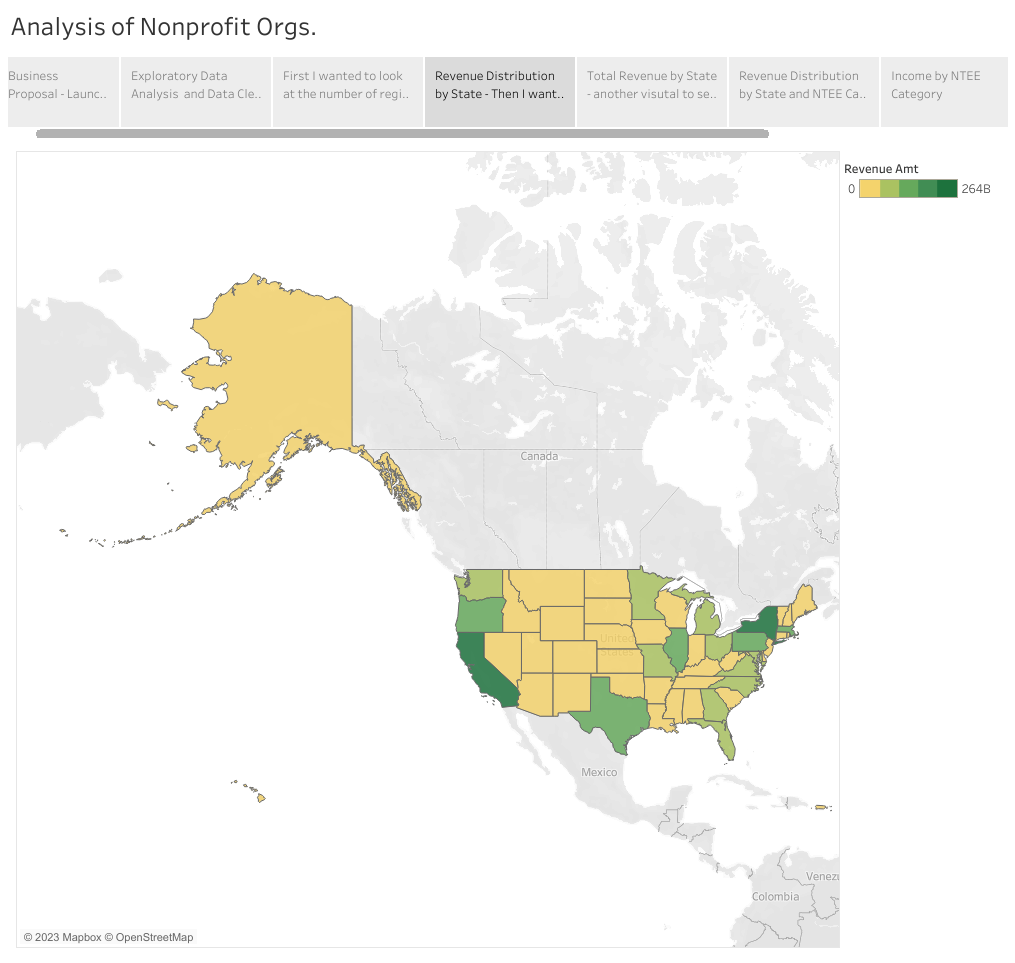 Analysis of Nonprofit Orgs.
Business
Proposal - Launc..
Exploratory Data
Analysis and Data Cle..
First I wanted to look
at the number of regi..
Revenue Distribution
by State - Then I want..
Total Revenue by State
- another visutal to se..
Revenue Distribution
by State and NTEE Ca..
Income by NTEE
Category
Revenue Amt
0
264B
Canada
United
States
Mexico
Venezu
Colombia
© 2023 Mapbox © OpenStreetMap